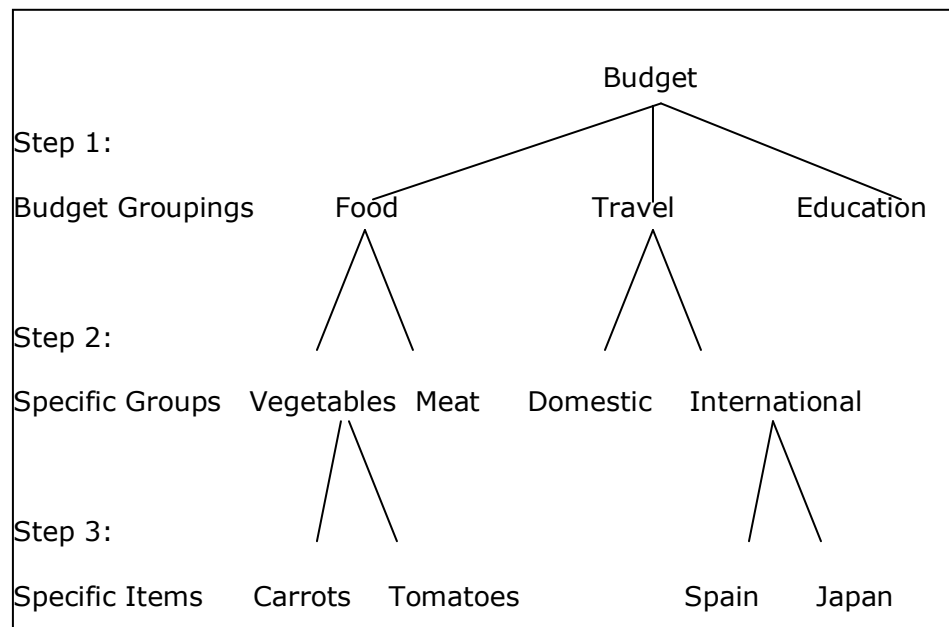 Budget
Step 1:
Budget Groupings Food Travel Education
Step 2:
Specific Groups Vegetables Meat Domestic International
Step 3:
Specific Items Carrots Tomatoes Spain Japan